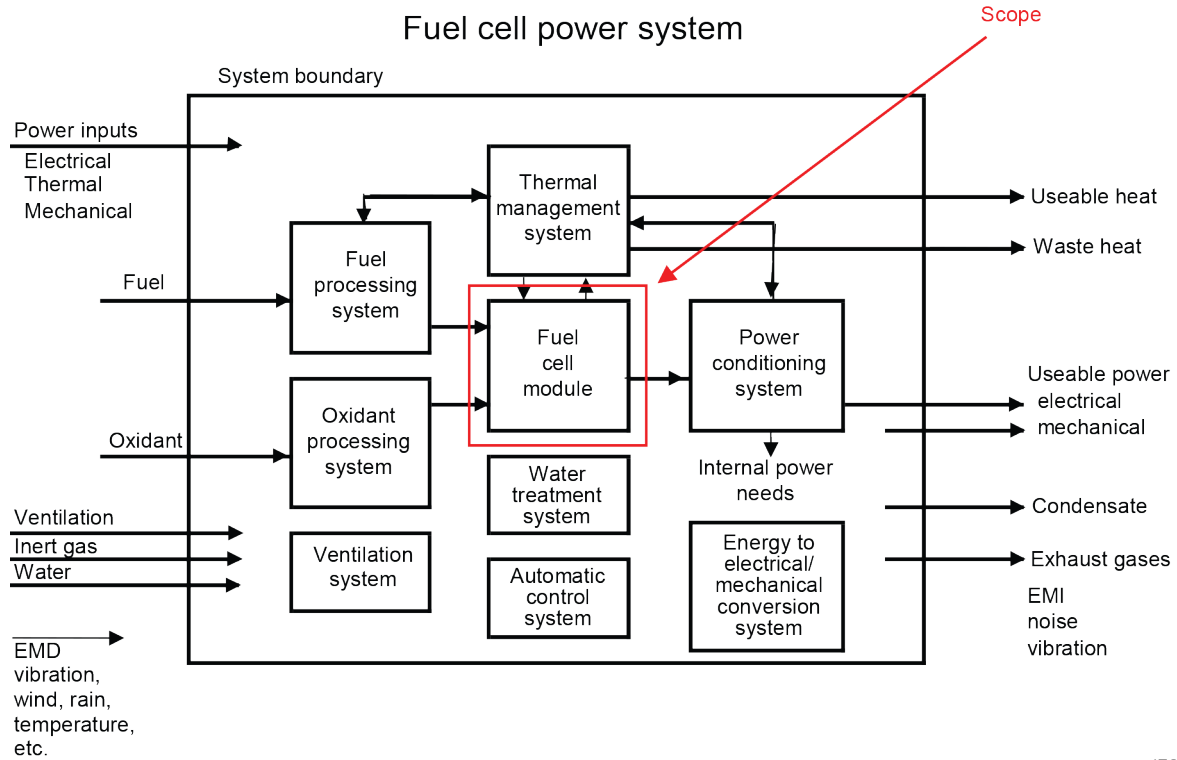 Fuel cell power system
Scope
System boundary
Power inputs
Electrical
Thermal
Mechanical
Thermal
management
system
Useable heat
Waste heat
Fuel
Fuel
processing
system
Fuel
cell
module
Power
conditioning
system
Useable power
electrical
mechanical
Oxidant
Oxidant
processing
system
Internal power
needs
Water
treatment
system
Condensate
Ventilation
Inert gas
Water
Ventilation
system
Automatic
control
system
Energy to
electrical/
mechanical
conversion
system
Exhaust gases
EMI
noise
vibration
EMD
vibration,
wind, rain,
temperature,
etc.